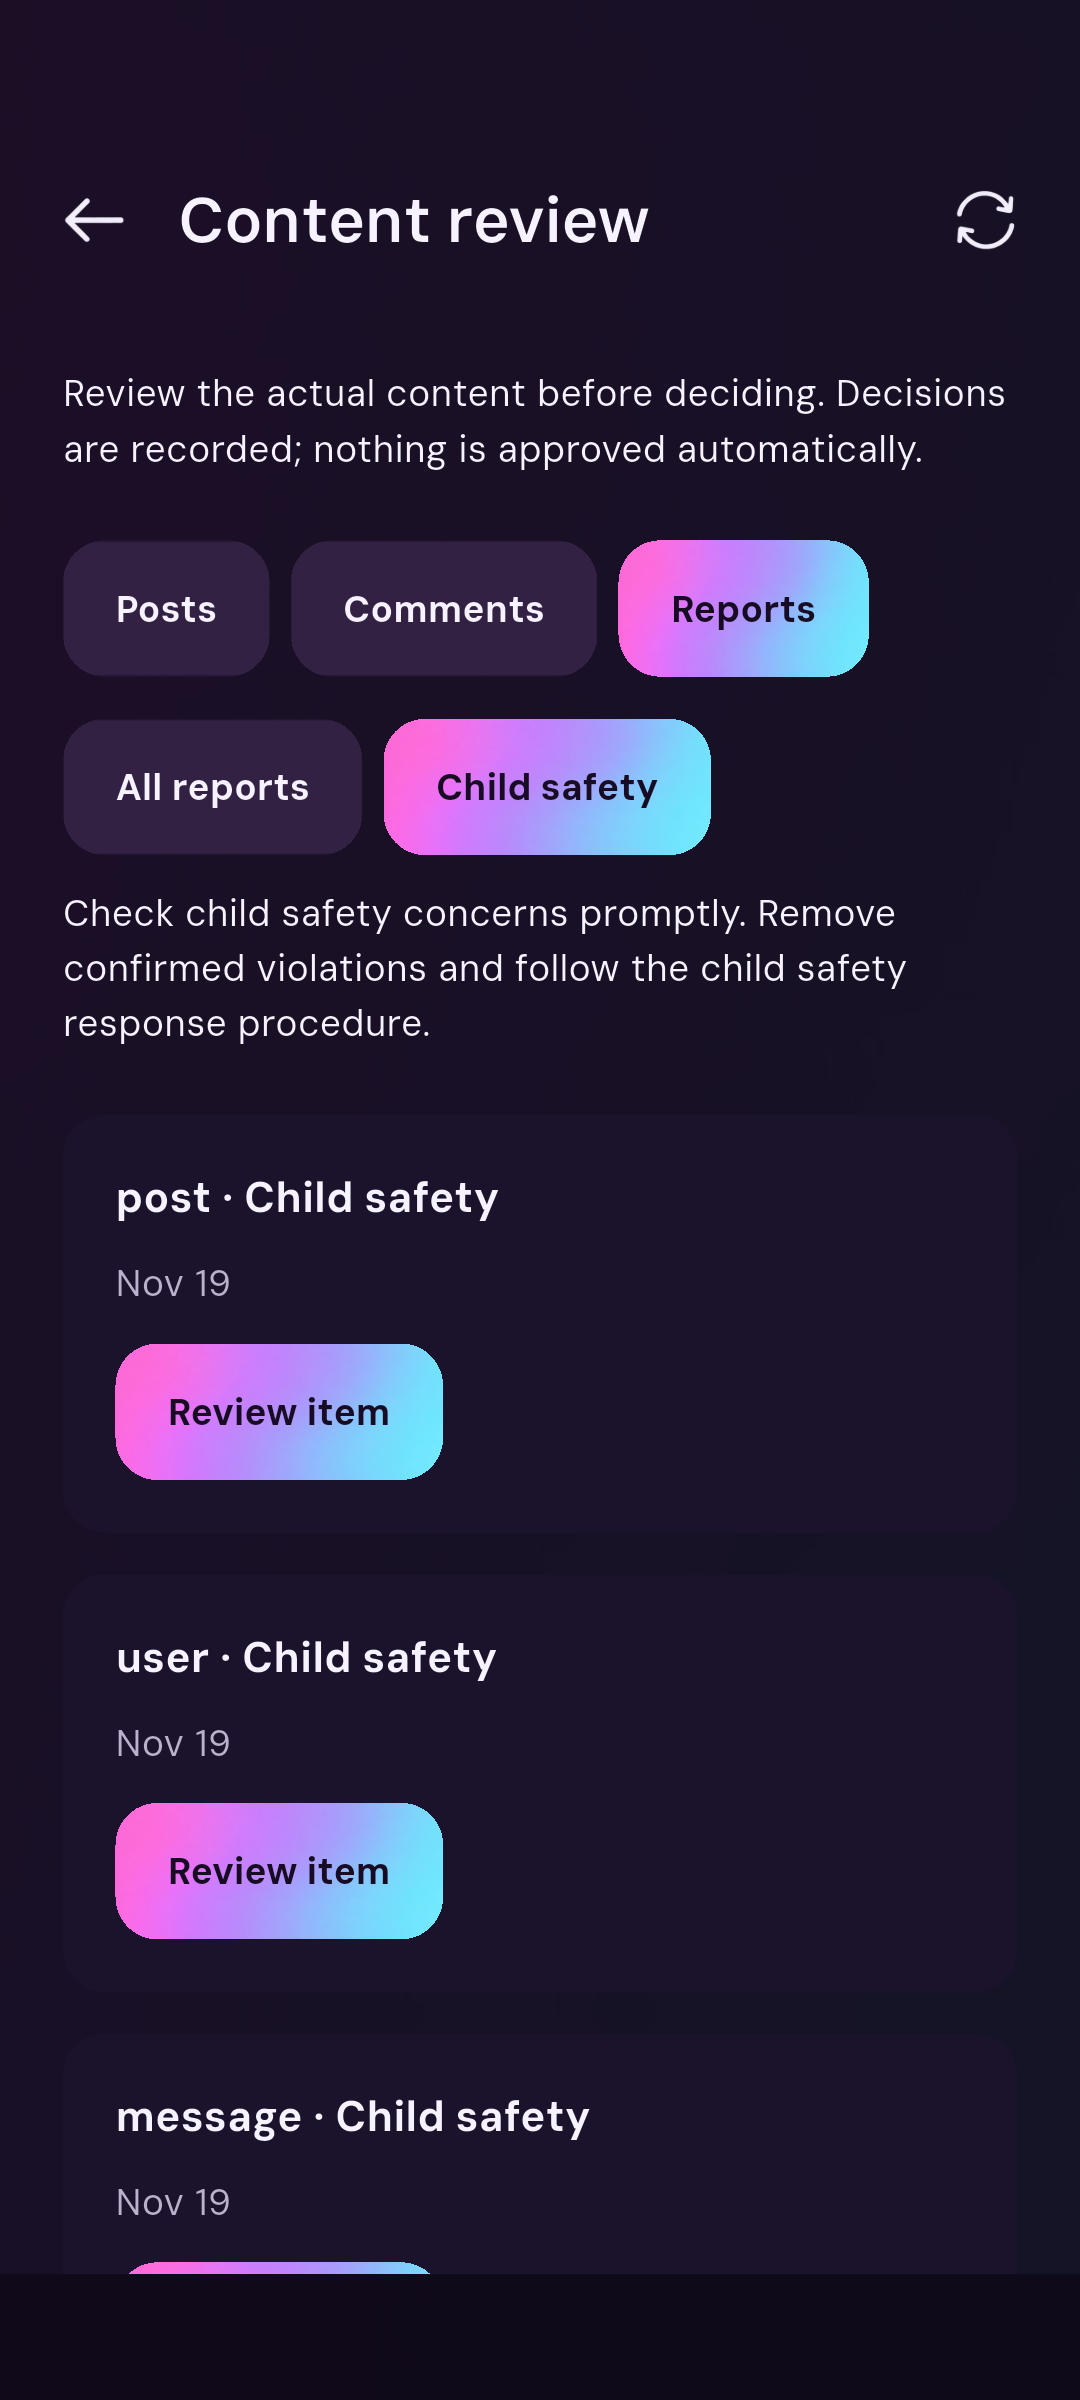 Content review
Review the actual content before deciding. Decisions
are recorded; nothing is approved automatically.
Posts
Comments
Reports
All reports
Child safety
Check child safety concerns promptly. Remove
confirmed violations and follow the child safety
response procedure.
post · Child safety
Nov 19
Review item
user · Child safety
Nov 19
Review item
message · Child safety
Nov 19